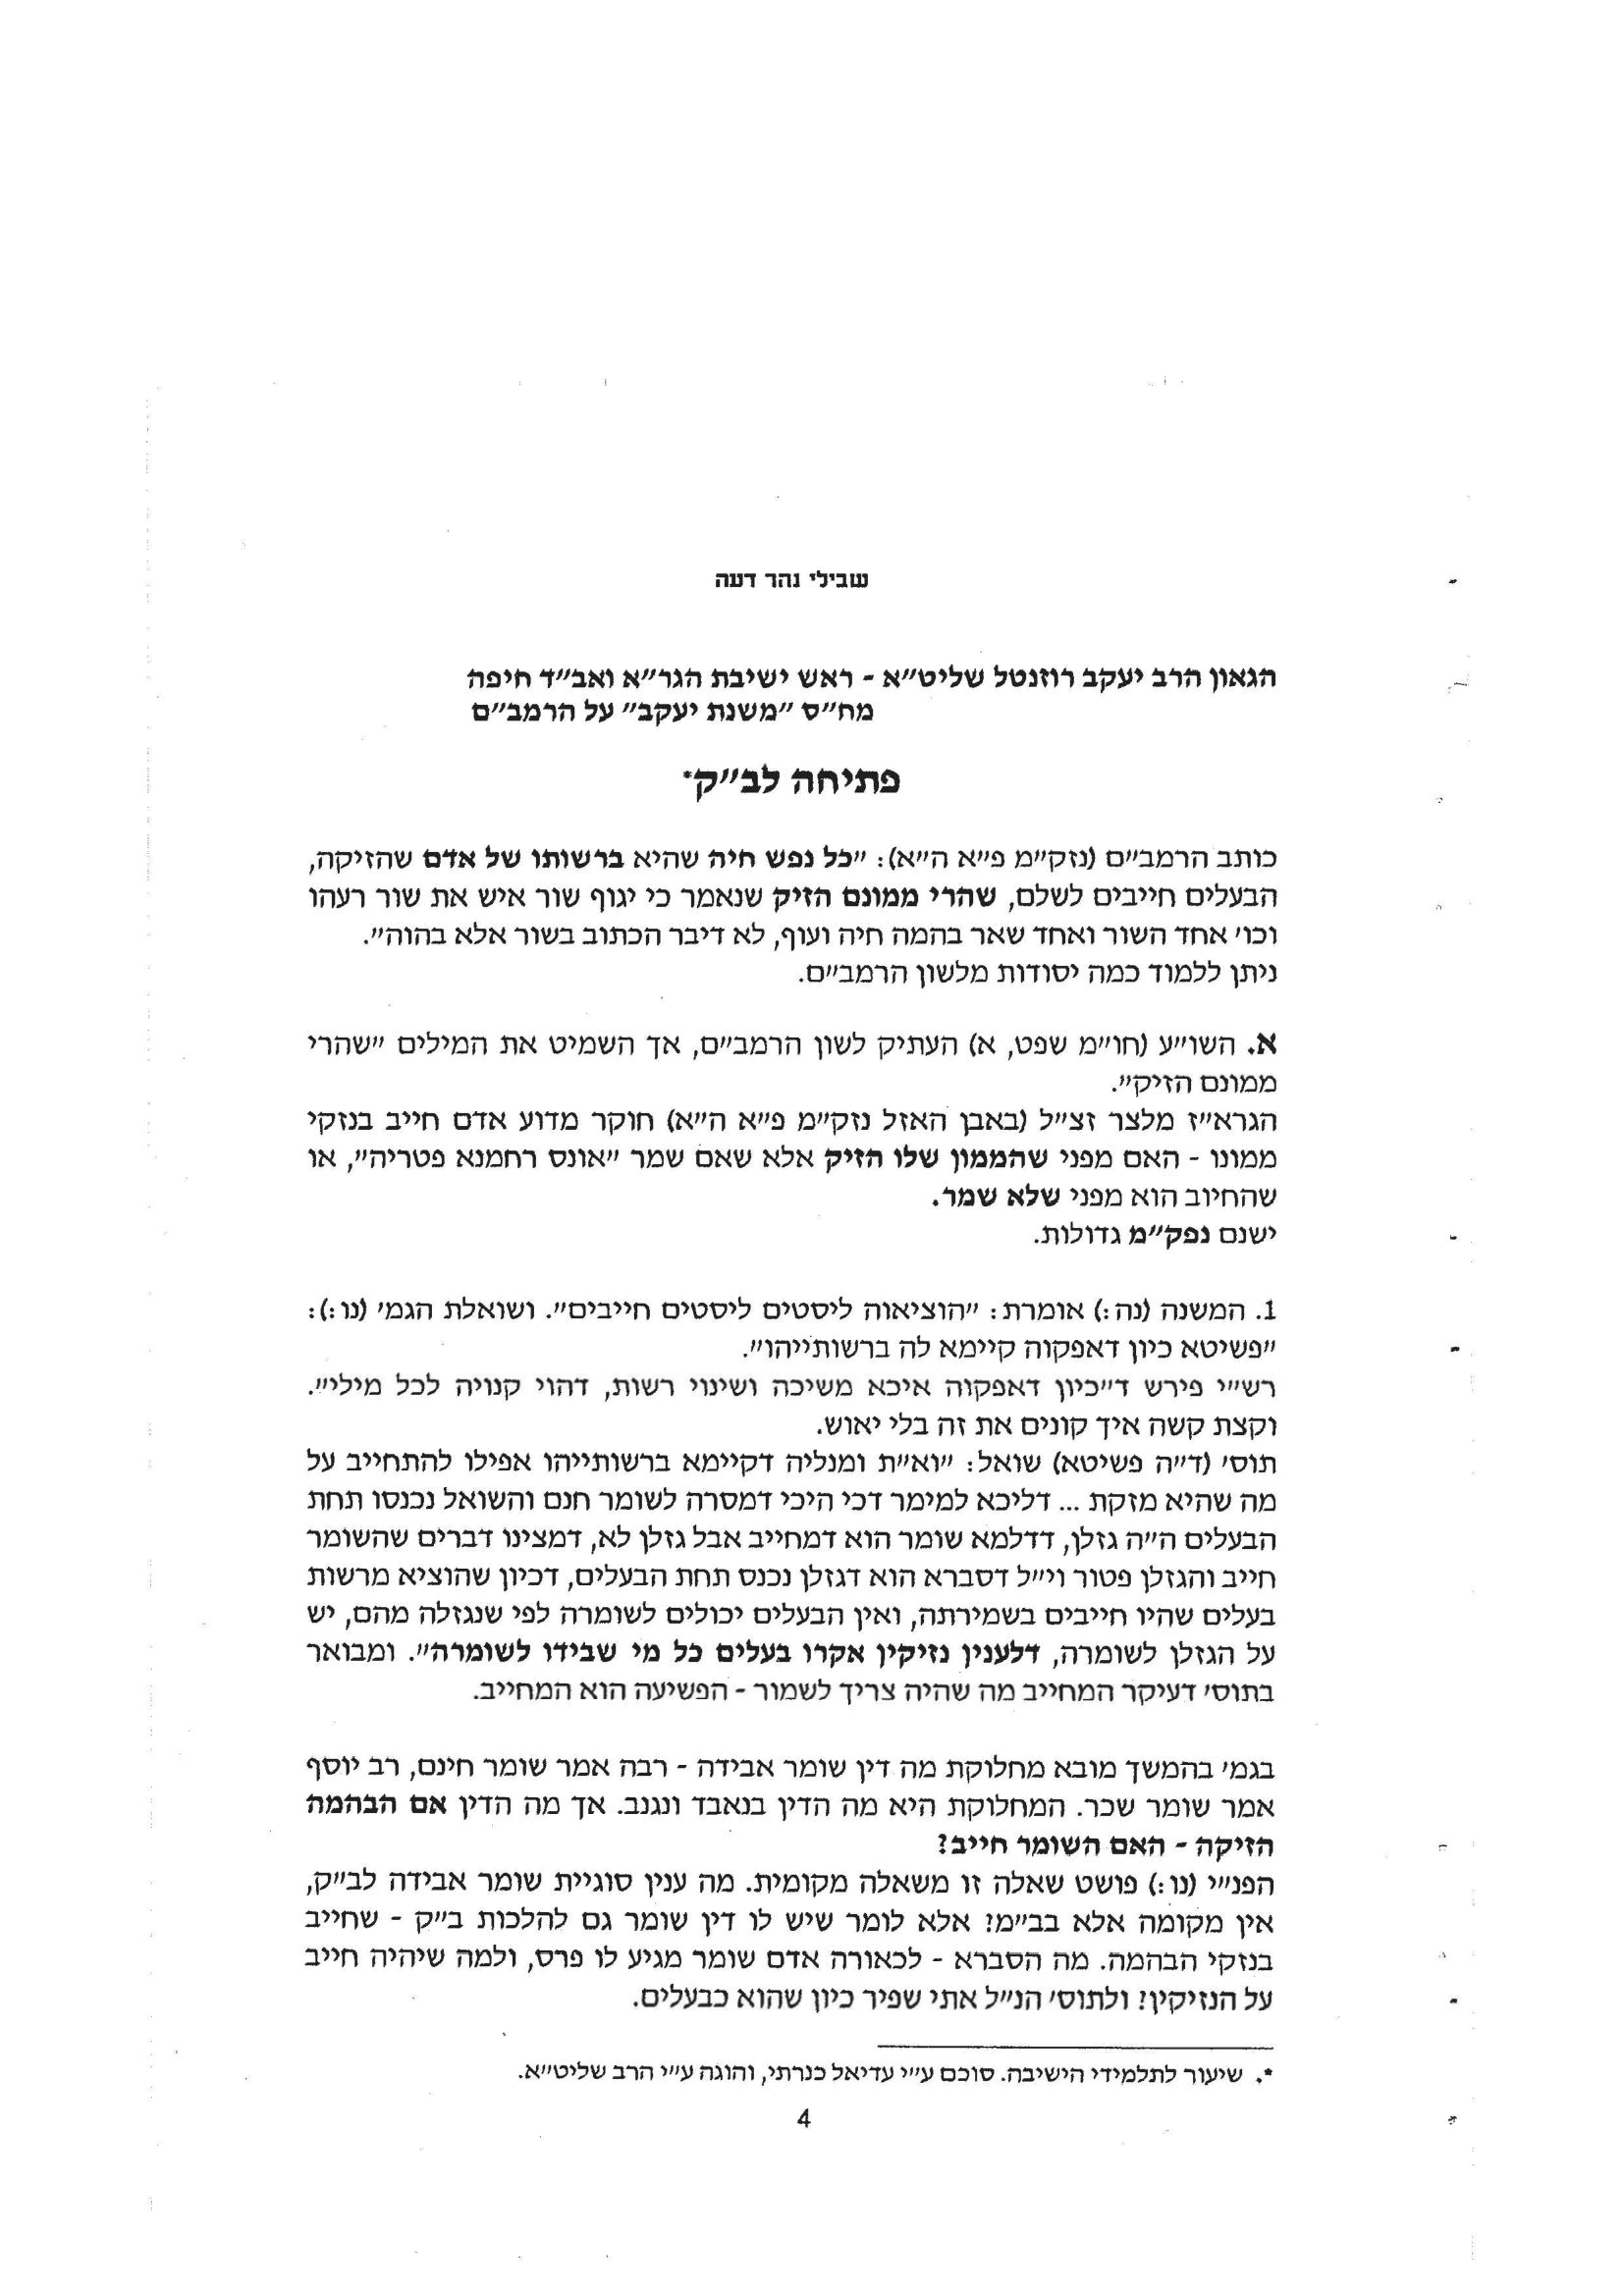 שבילי נהר דעה
הגאון הרב יעקב רוזנטל שליט״א - ראש ישיבת הגר״א ואב״ד חיפה
מח״ס ״משנת יעקב״ על הרמב״ם
פתיחה לב״ק*
כותב הרמב״ם (נזק״מ פ״א ה״א): ״כל נפש חיה שהיא ברשותו של אדם שהזיקה,
הבעלים חייבים לשלם, שהרי ממונם הזיק שנאמר כי יגוף שור איש את שור רעהו
וכו׳ אחד השור ואחד שאר בהמה חיה ועוף, לא דיבר הכתוב בשור אלא בהוה״.
ניתן ללמוד כמה יסודות מלשון הרמב״ם.
א. השו״ע (חו״מ שפט, א) העתיק לשון הרמב״ם, אך השמיט את המילים ״שהרי
ממונם הזיק״.
הגרא״ז מלצר זצ״ל (באבן האזל נזק״מ פ״א ה״א) חוקר מדוע אדם חייב בנזקי
ממונו - האם מפני שהממון שלו הזיק אלא שאם שמר ״אונס רחמנא פטריה״, או
שהחיוב הוא מפני שלא שמר.
ישנם נפק״מ גדולות.
1. המשנה (נה:) אומרת: ״הוציאוה ליסטים ליסטים חייבים״. ושואלת הגמ׳ (נו:):
״פשיטא כיון דאפקוה קיימא לה ברשותייהו״.
רש״י פירש ד״כיון דאפקוה איכא משיכה ושינוי רשות, דהוי קנויה לכל מילי״.
וקצת קשה איך קונים את זה בלי יאוש.
תוס׳ (ד״ה פשיטא) שואל: ״וא״ת ומנליה דקיימא ברשותייהו אפילו להתחייב על
מה שהיא מזקת ... דליכא למימר דכי היכי דמסרה לשומר חנם והשואל נכנסו תחת
הבעלים ה״ה גזלן, דדלמא שומר הוא דמחייב אבל גזלן לא, דמצינו דברים שהשומר
חייב והגזלן פטור וי״ל דסברא הוא דגזלן נכנס תחת הבעלים, דכיון שהוציא מרשות
בעלים שהיו חייבים בשמירתה, ואין הבעלים יכולים לשומרה לפי שנגזלה מהם, יש
על הגזלן לשומרה, דלענין נזיקין אקרו בעלים כל מי שבידו לשומרה״. ומבואר
בתוס׳ דעיקר המחייב מה שהיה צריך לשמור - הפשיעה הוא המחייב.
בגמ׳ בהמשך מובא מחלוקת מה דין שומר אבידה - רבה אמר שומר חינם, רב יוסף
אמר שומר שכר. המחלוקת היא מה הדין בנאבד ונגנב. אך מה הדין אם הבהמה
הזיקה - האם השומר חייב?
הפנ״י (נו:) פושט שאלה זו משאלה מקומית. מה ענין סוגיית שומר אבידה לב״ק,
אין מקומה אלא בב״מ? אלא לומר שיש לו דין שומר גם להלכות ב״ק - שחייב
בנזקי הבהמה. מה הסברא - לכאורה אדם שומר מגיע לו פרס, ולמה שיהיה חייב
על הנזיקין? ולתוס׳ הנ״ל אתי שפיר כיון שהוא כבעלים.
*. שיעור לתלמידי הישיבה. סוכם ע״י עדיאל כנרתי, והוגה ע״י הרב שליט״א.
4